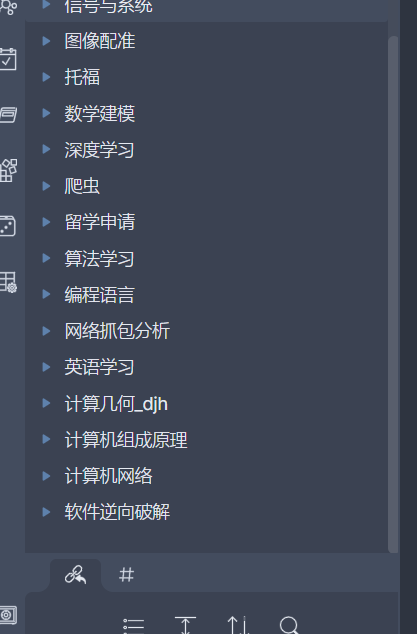 信号与系统
图像配准
托福
数学建模
深度学习
爬虫
留学申请
算法学习
编程语言
网络抓包分析
英语学习
计算几何_djh
计算机组成原理
计算机网络
软件逆向破解